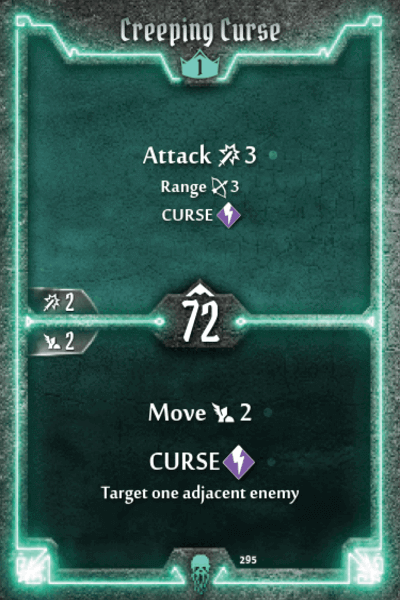 Creeping Curse
1
Attack 3
Range 3
CURSE
2
72
2
Move 2
CURSE
Target one adjacent enemy
295